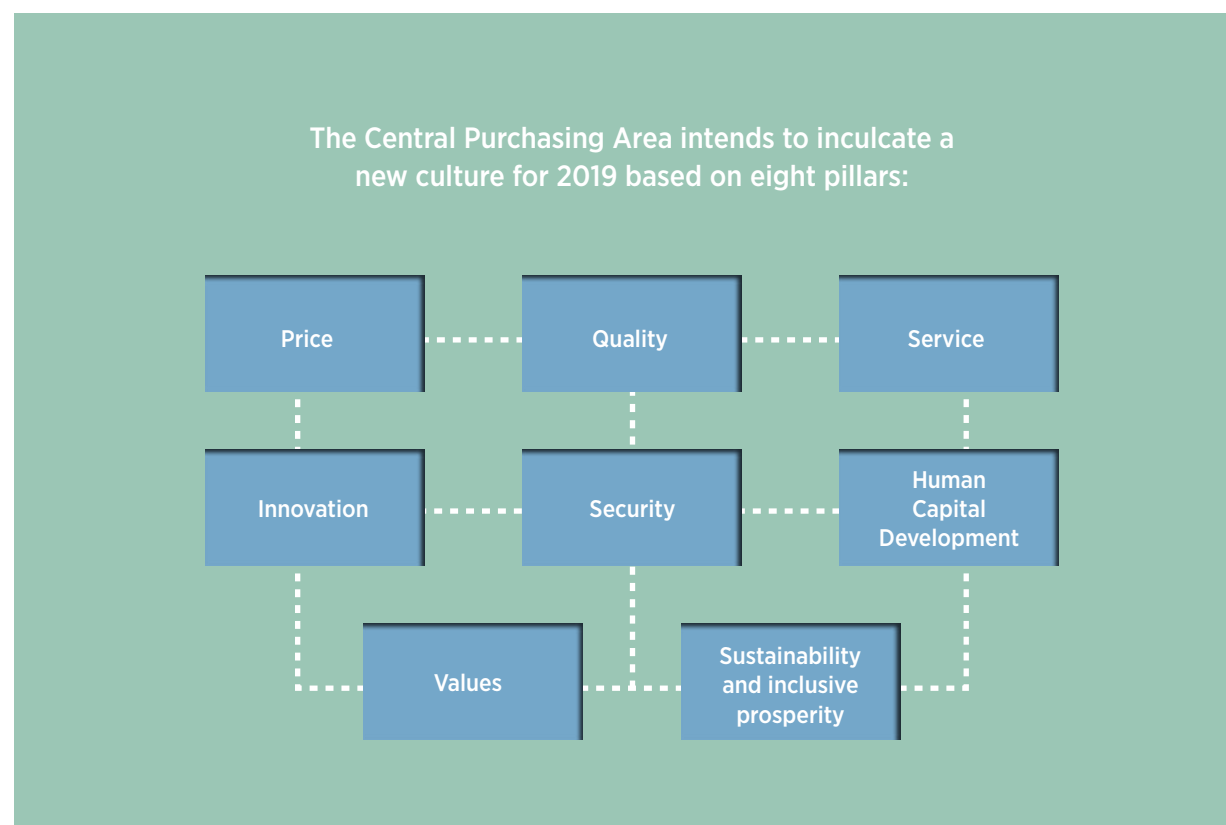 The Central Purchasing Area intends to inculcate a
new culture for 2019 based on eight pillars:
Price
Quality
Service
Innovation
Security
Human
Capital
Development
Values
Sustainability
and inclusive
prosperity